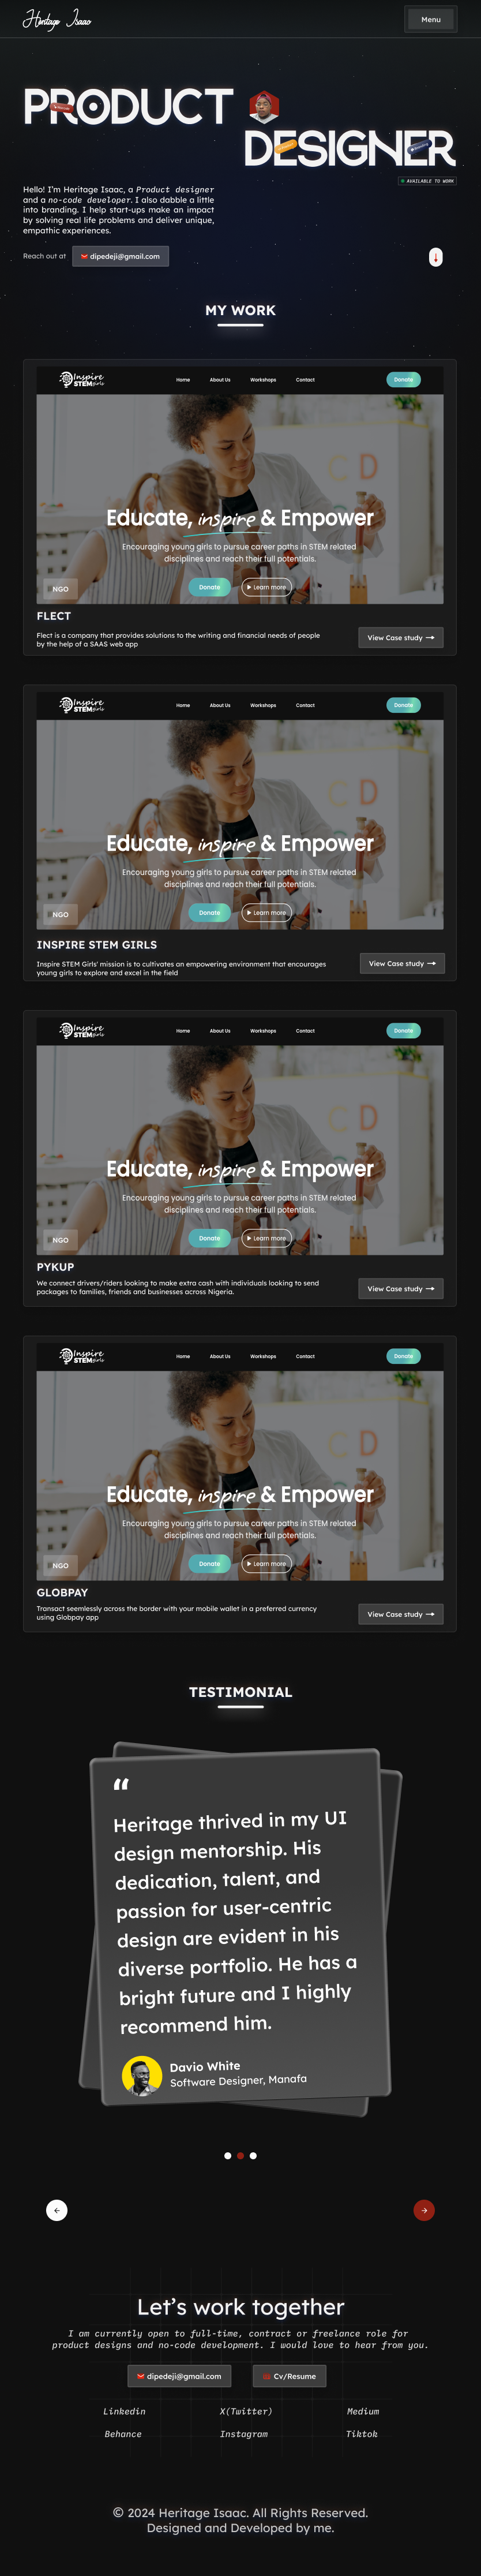 Heritage Isaac
Menu
PRODUCT
DESIGNER
AVAILABLE TO WORK
Hello! I'm Heritage Isaac, a Product designer
and a no-code developer. I also dabble a little
into branding. I help start-ups make an impact
by solving real life problems and deliver unique,
empathic experiences.
Reach out at
dipedeji@gmail.com
MY WORK
Inspire
STEM girls
Home
About Us
Workshops
Contact
Donate
C D
Educate, inspire & Empower
Encouraging young girls to pursue career paths in STEM related
disciplines and reach their full potentials.
Donate
Learn more
NGO
FLECT
Flect is a company that provides solutions to the writing and financial needs of people
by the help of a SAAS web app
View Case study
Inspire
STEM girls
Home
About Us
Workshops
Contact
Donate
C D
Educate, inspire & Empower
Encouraging young girls to pursue career paths in STEM related
disciplines and reach their full potentials.
Donate
Learn more
NGO
INSPIRE STEM GIRLS
Inspire STEM Girls' mission is to cultivates an empowering environment that encourages
young girls to explore and excel in the field
View Case study
Inspire
STEM girls
Home
About Us
Workshops
Contact
Donate
C D
Educate, inspire & Empower
Encouraging young girls to pursue career paths in STEM related
disciplines and reach their full potentials.
Donate
Learn more
NGO
PYKUP
We connect drivers/riders looking to make extra cash with individuals looking to send
packages to families, friends and businesses across Nigeria.
View Case study
Inspire
STEM girls
Home
About Us
Workshops
Contact
Donate
C D
Educate, inspire & Empower
Encouraging young girls to pursue career paths in STEM related
disciplines and reach their full potentials.
Donate
Learn more
NGO
GLOBPAY
Transact seemlessly across the border with your mobile wallet in a preferred currency
using Globpay app
View Case study
TESTIMONIAL
“
Heritage thrived in my UI
design mentorship. His
dedication, talent, and
passion for user-centric
design are evident in his
diverse portfolio. He has a
bright future and I highly
recommend him.
Davio White
Software Designer, Manafa
Let's work together
I am currently open to full-time, contract or freelance role for
product designs and no-code development. I would love to hear from you.
dipedeji@gmail.com
Cv/Resume
Linkedin
X(Twitter)
Medium
Behance
Instagram
Tiktok
© 2024 Heritage Isaac. All Rights Reserved.
Designed and Developed by me.